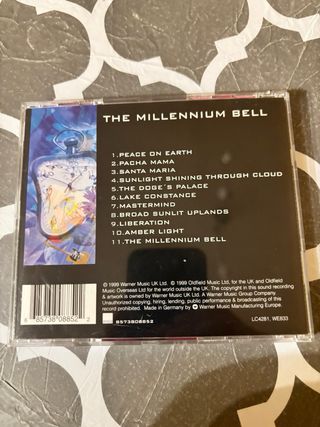 THE MILLENNIUM BELL
1.PEACE ON EARTH
2.PACHA MAMA
3.SANTA MARIA
4.SUNLIGHT SHINING THROUGH CLOUD
5.THE DOGE'S PALACE
6.LAKE CONSTANCE
7.MASTERMIND
8.BROAD SUNLIT UPLANDS
9.LIBERATION
10.AMBER LIGHT
11.THE MILLENNIUM BELL
℗ 1999 Warner Music UK Ltd. © 1999 Oldfield Music Ltd, for the UK and Oldfield
Music Overseas Ltd for the world outside the UK. The copyright in this sound recording
& artwork is owned by Warner Music UK Ltd. A Warner Music Group Company.
Unauthorized copying, hiring, lending, public performance & broadcasting of this
record prohibited. Made in Germany by Warner Music Manufacturing Europe.
8573808852
LC4281, WE833
6 85738 08852 2